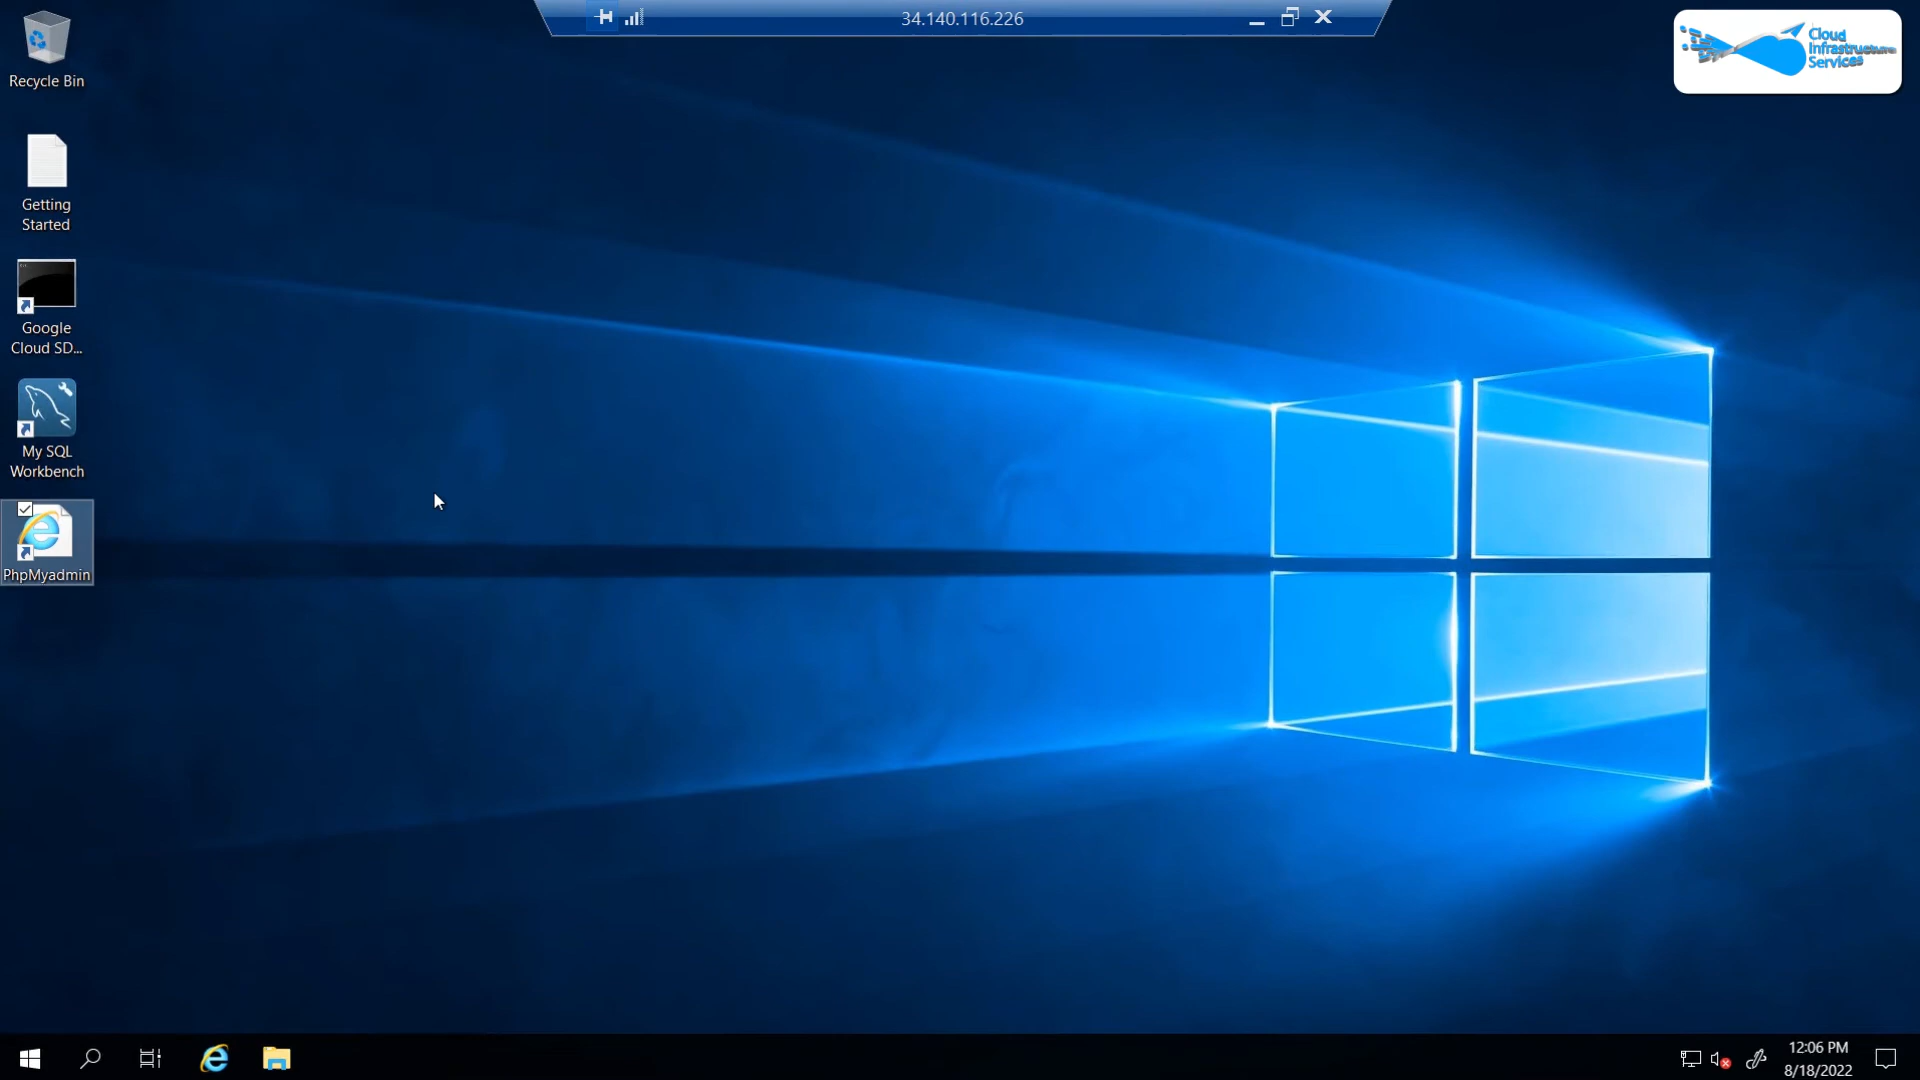 34.140.116.226
Cloud
Infrastructure
Services
Recycle Bin
Getting
Started
Google
Cloud SD...
My SQL
Workbench
PhpMyadmin
12:06 PM
8/18/2022